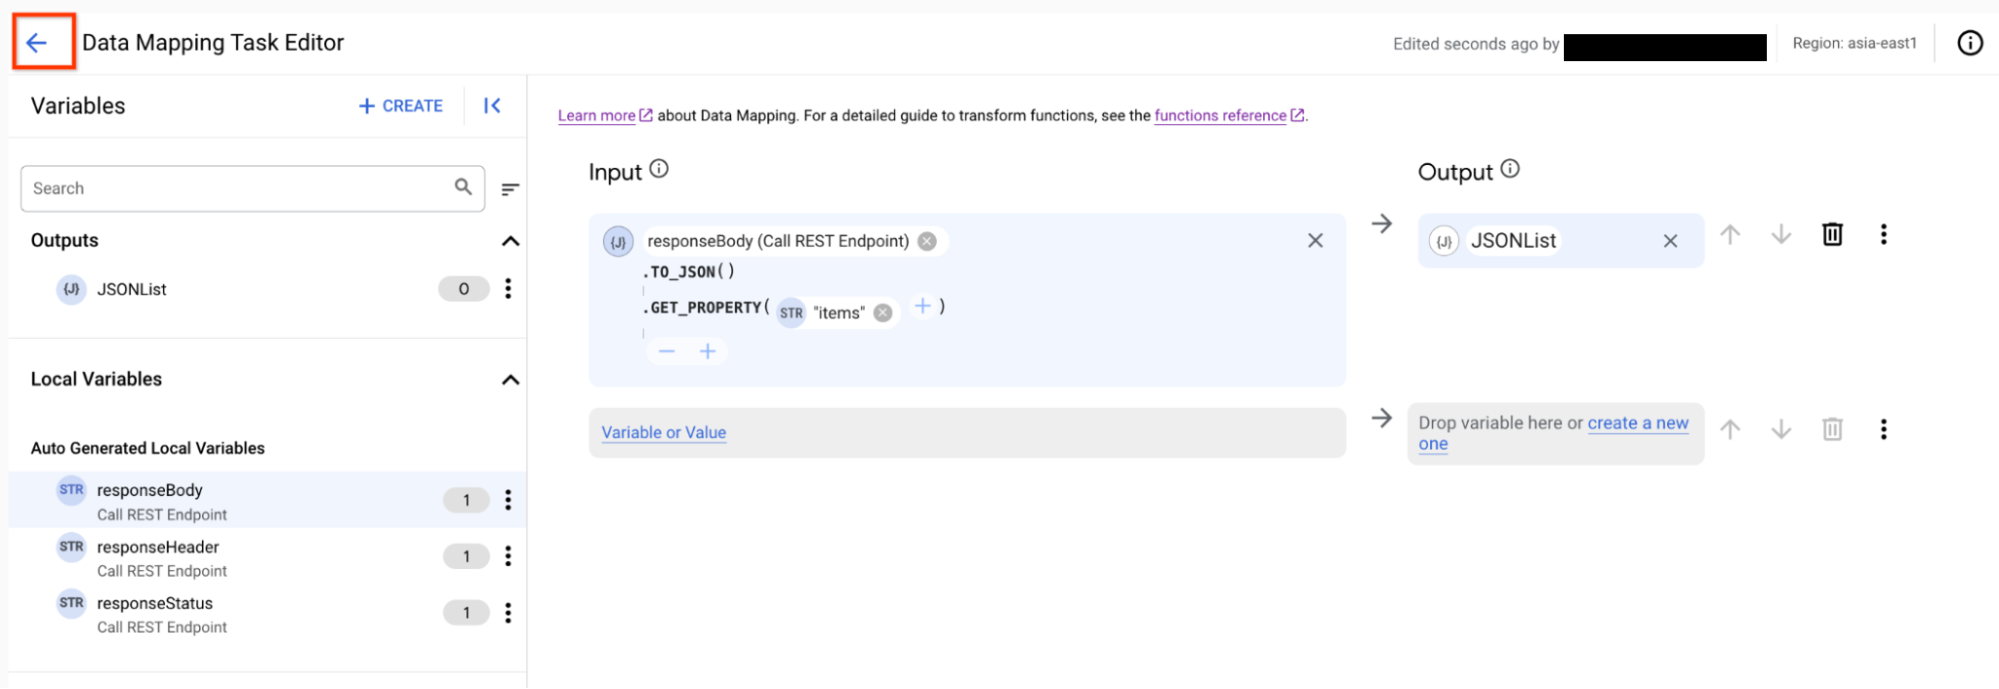 Data Mapping Task Editor
Edited seconds ago by
Region: asia-east1
Variables
+ CREATE
Learn more about Data Mapping. For a detailed guide to transform functions, see the functions reference.
Search
Input
Output
{J} responseBody (Call REST Endpoint)
.TO_JSON()
.GET_PROPERTY( STR "items" + )
− +
{J} JSONList
Outputs
{J} JSONList 0
Variable or Value
Drop variable here or create a new
one
Local Variables
Auto Generated Local Variables
STR responseBody 1
Call REST Endpoint
STR responseHeader 1
Call REST Endpoint
STR responseStatus 1
Call REST Endpoint